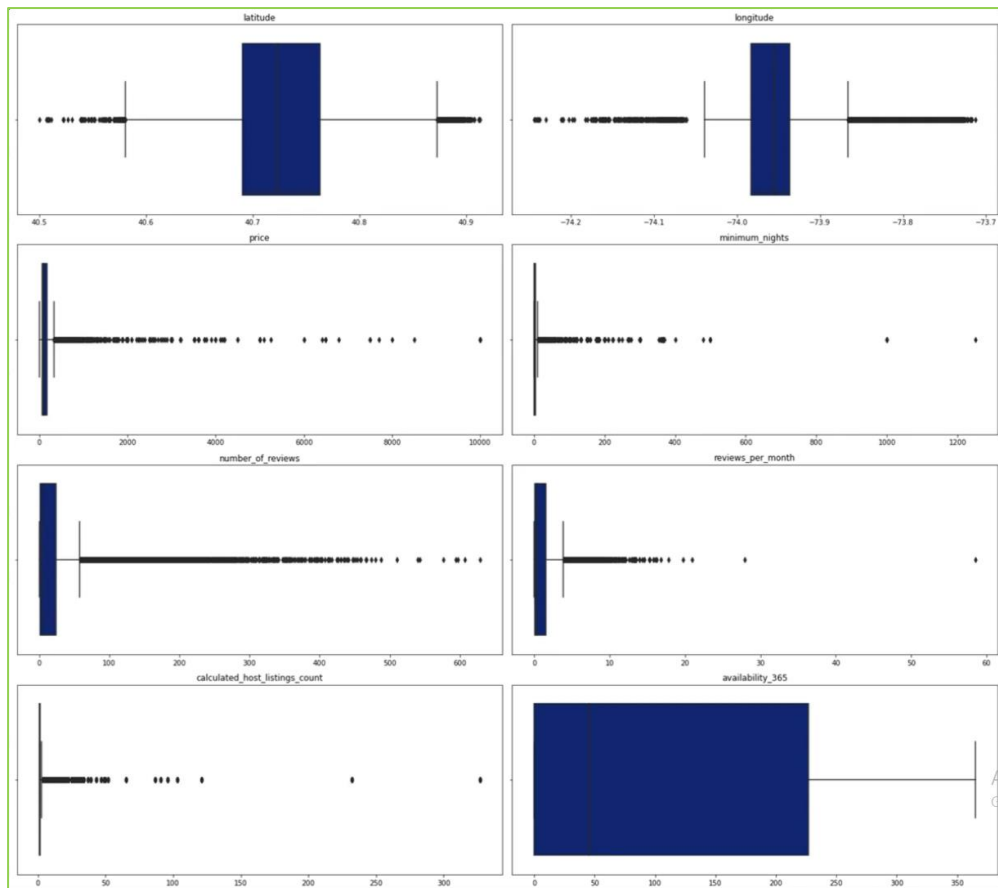 latitude
40.5 40.6 40.7 40.8 40.9
longitude
−74.2 −74.1 −74.0 −73.9 −73.8 −73.7
price
0 2000 4000 6000 8000 10000
minimum_nights
0 200 400 600 800 1000 1200
number_of_reviews
0 100 200 300 400 500 600
reviews_per_month
0 10 20 30 40 50 60
calculated_host_listings_count
0 50 100 150 200 250 300
availability_365
0 50 100 150 200 250 300 350
A
G